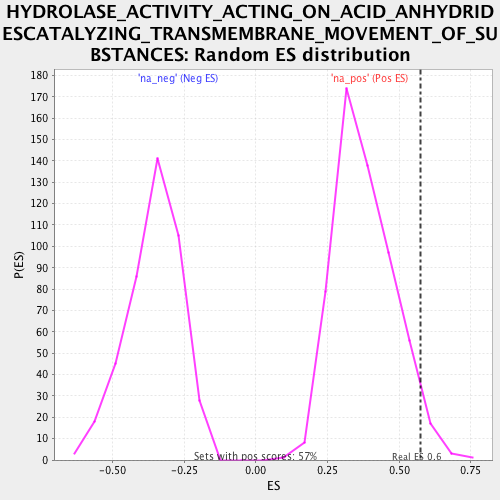 HYDROLASE_ACTIVITY_ACTING_ON_ACID_ANHYDRID
ESCATALYZING_TRANSMEMBRANE_MOVEMENT_OF_SU
BSTANCES: Random ES distribution
'na_neg' (Neg ES)
'na_pos' (Pos ES)
180
170
160
150
140
130
120
110
100
90
80
70
60
50
40
30
20
10
0
P(ES)
Sets with pos scores: 57%
Real ES 0.6
-0.50
-0.25
0.00
0.25
0.50
0.75
ES